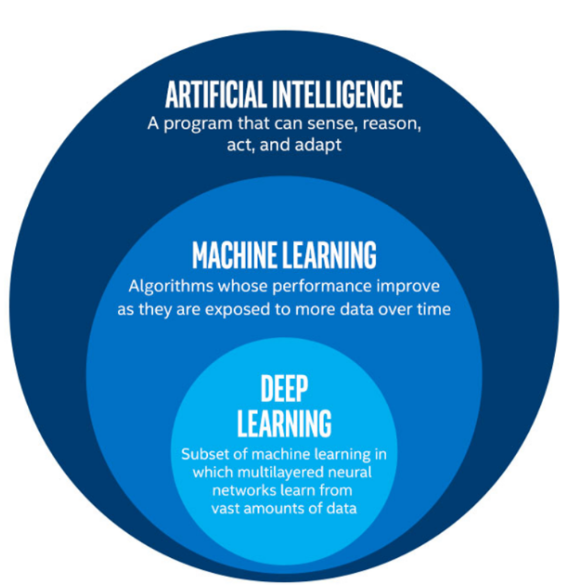 ARTIFICIAL INTELLIGENCE
A program that can sense, reason,
act, and adapt
MACHINE LEARNING
Algorithms whose performance improve
as they are exposed to more data over time
DEEP
LEARNING
Subset of machine learning in
which multilayered neural
networks learn from
vast amounts of data